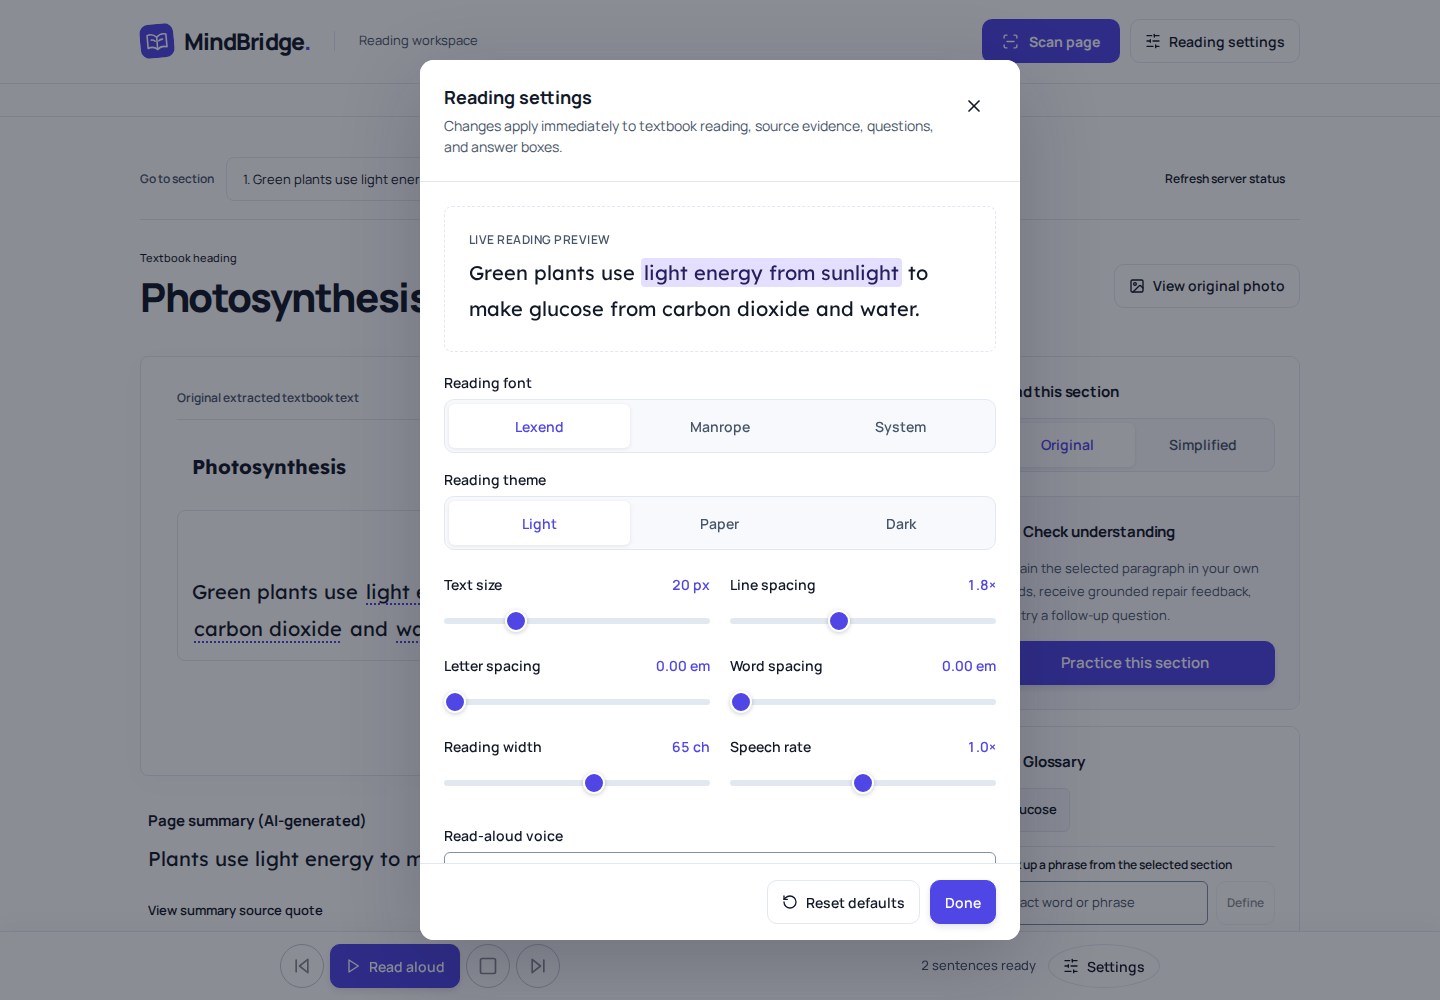 MindBridge.
Reading workspace
Scan page
Reading settings
Go to section
1. Green plants use light ener
Refresh server status
Textbook heading
Photosynthesis
View original photo
Original extracted textbook text
Photosynthesis
Green plants use light e
carbon dioxide and wa
Page summary (AI-generated)
Plants use light energy to m
View summary source quote
Reading settings
Changes apply immediately to textbook reading, source evidence, questions,
and answer boxes.
LIVE READING PREVIEW
Green plants use light energy from sunlight to
make glucose from carbon dioxide and water.
Reading font
Lexend
Manrope
System
Reading theme
Light
Paper
Dark
Text size
20 px
Line spacing
1.8×
Letter spacing
0.00 em
Word spacing
0.00 em
Reading width
65 ch
Speech rate
1.0×
Read-aloud voice
Reset defaults
Done
d this section
Original
Simplified
Check understanding
ain the selected paragraph in your own
ds, receive grounded repair feedback,
try a follow-up question.
Practice this section
Glossary
ucose
up a phrase from the selected section
act word or phrase
Define
Read aloud
2 sentences ready
Settings